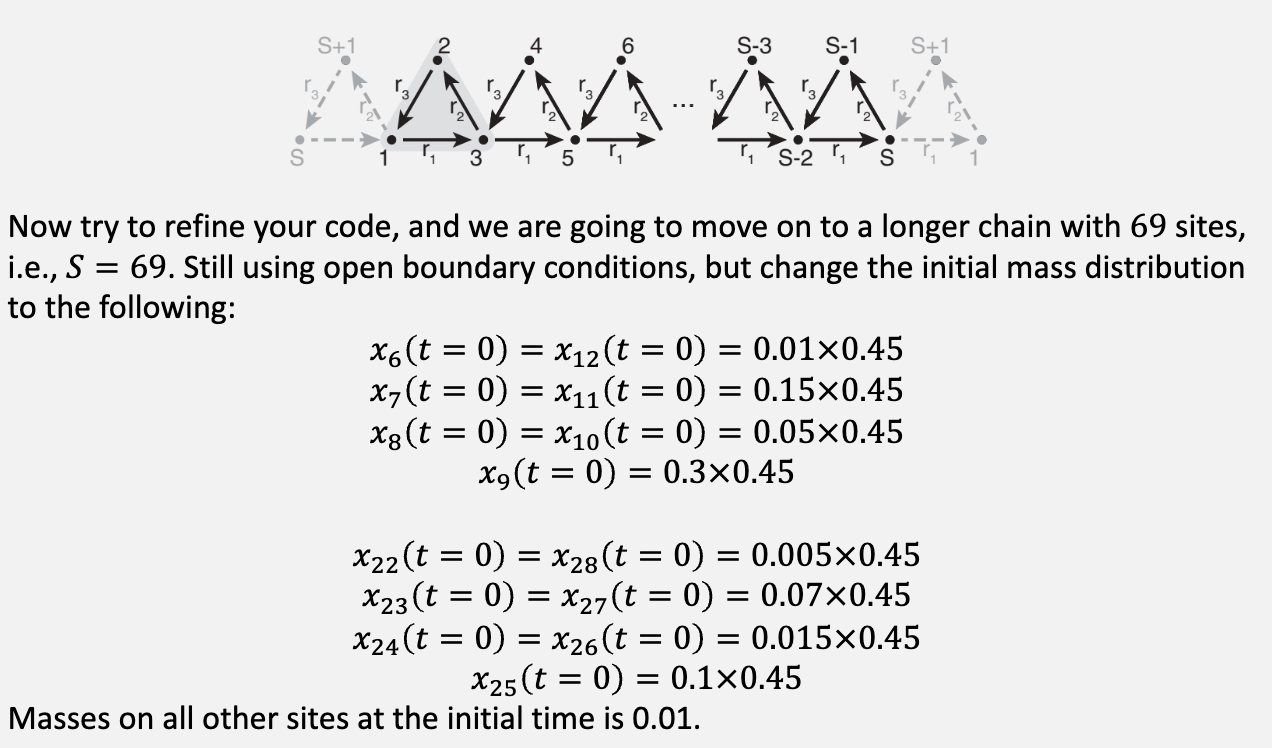 S+1 2 4 6 S-3 S-1 S+1
r₃ r₂ r₃ r₂ r₃ r₂ r₃ r₂ ... r₃ r₂ r₃ r₂ r₃ r₂
S 1 r₁ 3 r₁ 5 r₁ r₁ S-2 r₁ S r₁ 1
Now try to refine your code, and we are going to move on to a longer chain with 69 sites,
i.e., S = 69. Still using open boundary conditions, but change the initial mass distribution
to the following:
x₆(t = 0) = x₁₂(t = 0) = 0.01×0.45
x₇(t = 0) = x₁₁(t = 0) = 0.15×0.45
x₈(t = 0) = x₁₀(t = 0) = 0.05×0.45
x₉(t = 0) = 0.3×0.45
x₂₂(t = 0) = x₂₈(t = 0) = 0.005×0.45
x₂₃(t = 0) = x₂₇(t = 0) = 0.07×0.45
x₂₄(t = 0) = x₂₆(t = 0) = 0.015×0.45
x₂₅(t = 0) = 0.1×0.45
Masses on all other sites at the initial time is 0.01.